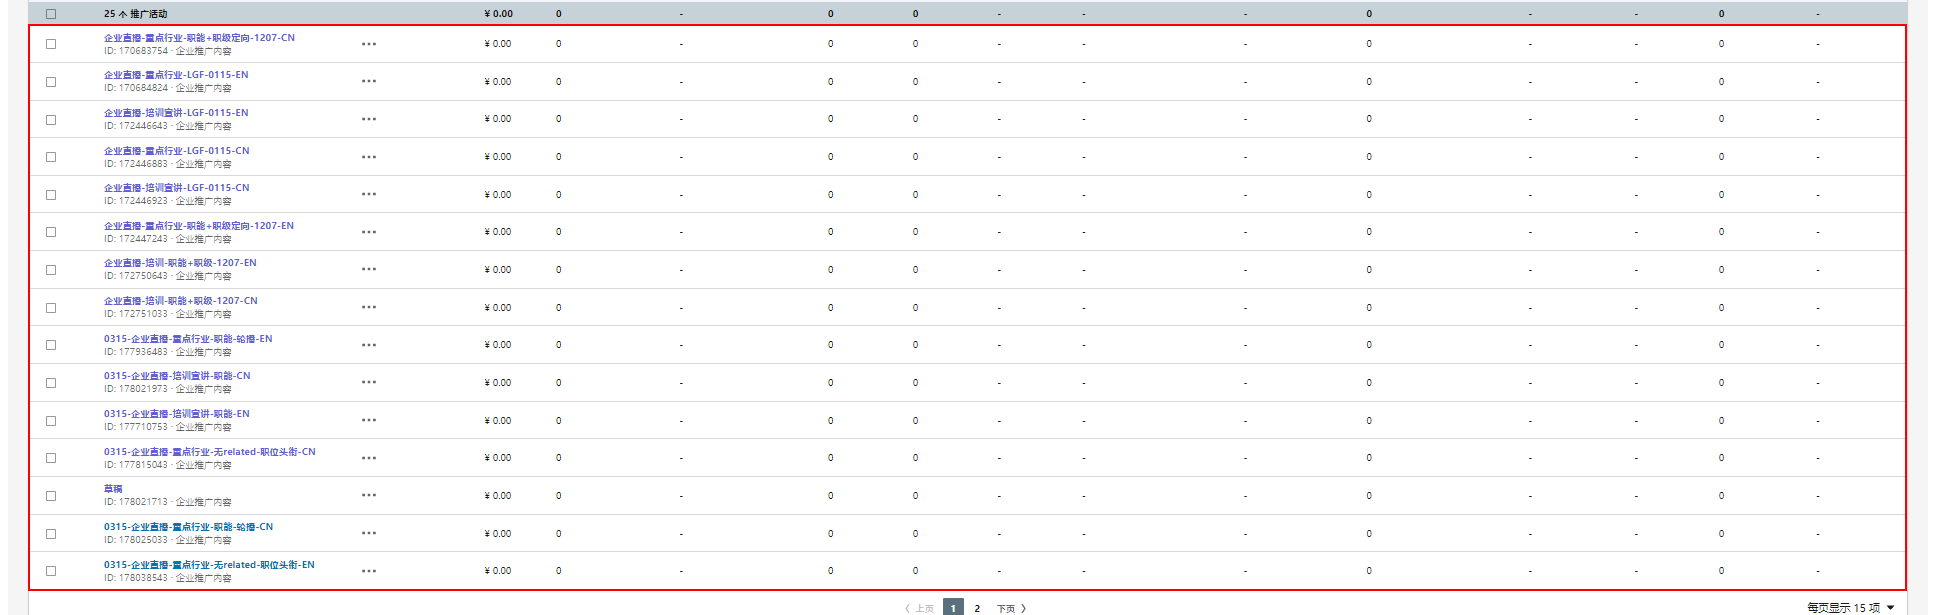 25 个 推广活动 ¥ 0.00 0 - 0 0 - - - 0 - - 0 -
企业直播-重点行业-职能+职级定向-1207-CN
ID: 170683754 · 企业推广内容 ••• ¥ 0.00 0 - 0 0 - - - 0 - - 0 -
企业直播-重点行业-LGF-0115-EN
ID: 170684824 · 企业推广内容 ••• ¥ 0.00 0 - 0 0 - - - 0 - - 0 -
企业直播-培训宣讲-LGF-0115-EN
ID: 172446643 · 企业推广内容 ••• ¥ 0.00 0 - 0 0 - - - 0 - - 0 -
企业直播-重点行业-LGF-0115-CN
ID: 172446883 · 企业推广内容 ••• ¥ 0.00 0 - 0 0 - - - 0 - - 0 -
企业直播-培训宣讲-LGF-0115-CN
ID: 172446923 · 企业推广内容 ••• ¥ 0.00 0 - 0 0 - - - 0 - - 0 -
企业直播-重点行业-职能+职级定向-1207-EN
ID: 172447243 · 企业推广内容 ••• ¥ 0.00 0 - 0 0 - - - 0 - - 0 -
企业直播-培训-职能+职级-1207-EN
ID: 172750643 · 企业推广内容 ••• ¥ 0.00 0 - 0 0 - - - 0 - - 0 -
企业直播-培训-职能+职级-1207-CN
ID: 172751033 · 企业推广内容 ••• ¥ 0.00 0 - 0 0 - - - 0 - - 0 -
0315-企业直播-重点行业-职能-轮播-EN
ID: 177936483 · 企业推广内容 ••• ¥ 0.00 0 - 0 0 - - - 0 - - 0 -
0315-企业直播-培训宣讲-职能-CN
ID: 178021973 · 企业推广内容 ••• ¥ 0.00 0 - 0 0 - - - 0 - - 0 -
0315-企业直播-培训宣讲-职能-EN
ID: 177710753 · 企业推广内容 ••• ¥ 0.00 0 - 0 0 - - - 0 - - 0 -
0315-企业直播-重点行业-无related-职位头衔-CN
ID: 177815043 · 企业推广内容 ••• ¥ 0.00 0 - 0 0 - - - 0 - - 0 -
草稿
ID: 178021713 · 企业推广内容 ••• ¥ 0.00 0 - 0 0 - - - 0 - - 0 -
0315-企业直播-重点行业-职能-轮播-CN
ID: 178025033 · 企业推广内容 ••• ¥ 0.00 0 - 0 0 - - - 0 - - 0 -
0315-企业直播-重点行业-无related-职位头衔-EN
ID: 178038543 · 企业推广内容 ••• ¥ 0.00 0 - 0 0 - - - 0 - - 0 -
上页 1 2 下页 每页显示 15 项